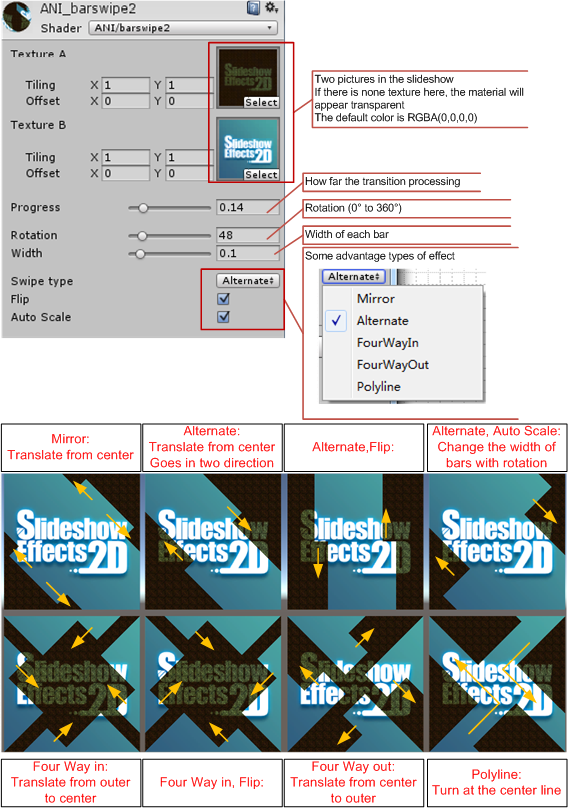 ANI_barswipe2
Shader ANI/barswipe2
Texture A
Tiling X 1 Y 1
Offset X 0 Y 0
Slideshow
Effects 2D
Select
Texture B
Tiling X 1 Y 1
Offset X 0 Y 0
Slideshow
Effects 2D
Select
Progress 0.14
Rotation 48
Width 0.1
Swipe type Alternate
Flip
Auto Scale
Two pictures in the slideshow
If there is none texture here, the material will
appear transparent
The default color is RGBA(0,0,0,0)
How far the transition processing
Rotation (0° to 360°)
Width of each bar
Some advantage types of effect
Alternate
Mirror
Alternate
FourWayIn
FourWayOut
Polyline
Mirror:
Translate from center
Alternate:
Translate from center
Goes in two direction
Alternate,Flip:
Alternate, Auto Scale:
Change the width of
bars with rotation
Slideshow
Effects 2D
Slideshow
Effects 2D
Slideshow
Effects 2D
Slideshow
Effects 2D
Slideshow
Effects 2D
Slideshow
Effects 2D
Slideshow
Effects 2D
Slideshow
Effects 2D
Four Way in:
Translate from outer
to center
Four Way in, Flip:
Four Way out:
Translate from center
to outer
Polyline:
Turn at the center line